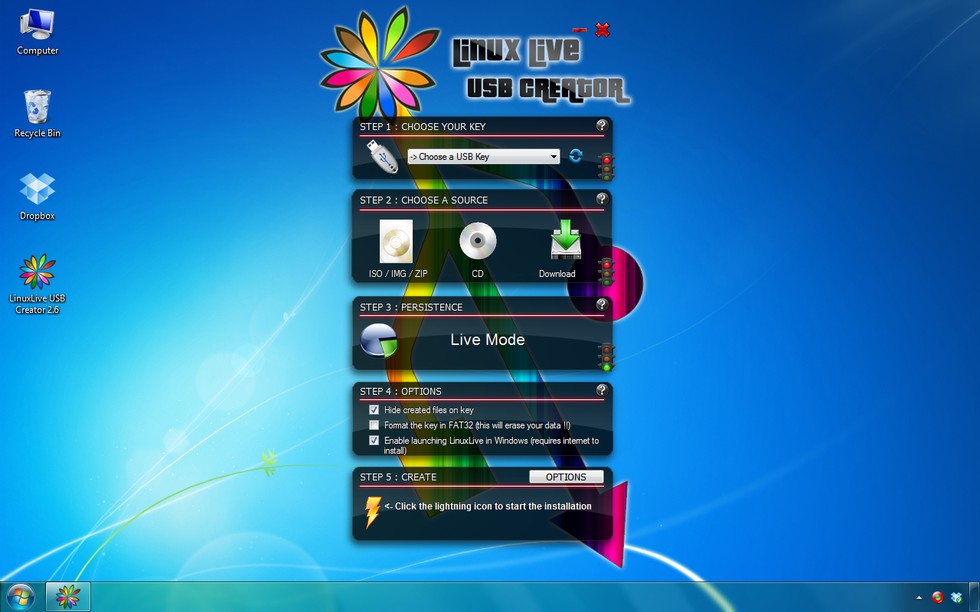 Computer
Recycle Bin
Dropbox
LinuxLive USB
Creator 2.6
Linux Live
USB Creator
STEP 1 : CHOOSE YOUR KEY
?
-> Choose a USB Key
STEP 2 : CHOOSE A SOURCE
?
ISO / IMG / ZIP
CD
Download
STEP 3 : PERSISTENCE
?
Live Mode
STEP 4 : OPTIONS
?
Hide created files on key
Format the key in FAT32 (this will erase your data !!)
Enable launching LinuxLive in Windows (requires internet to
install)
STEP 5 : CREATE
OPTIONS
<- Click the lightning icon to start the installation